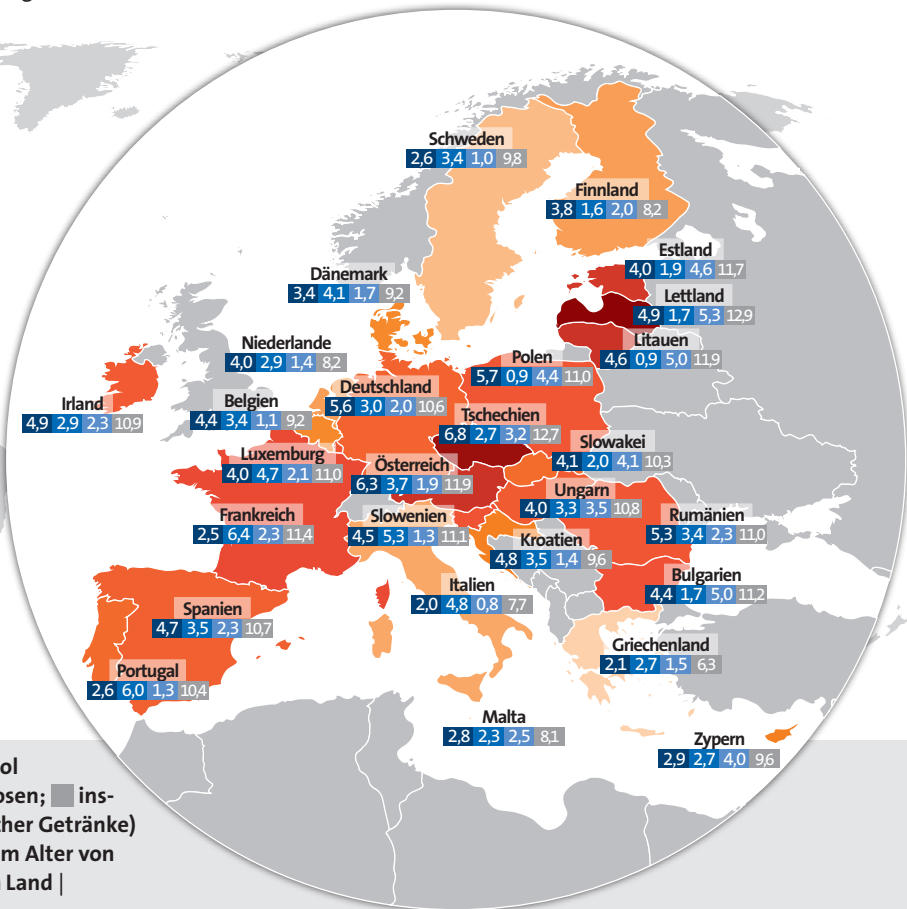 Schweden
2,6 3,4 1,0 9,8
Finnland
3,8 1,6 2,0 8,2
Estland
4,0 1,9 4,6 11,7
Dänemark
3,4 4,1 1,7 9,2
Lettland
4,9 1,7 5,3 12,9
Litauen
4,6 0,9 5,0 11,9
Niederlande
4,0 2,9 1,4 8,2
Polen
5,7 0,9 4,4 11,0
Deutschland
5,6 3,0 2,0 10,6
Irland
4,9 2,9 2,3 10,9
Belgien
4,4 3,4 1,1 9,2
Tschechien
6,8 2,7 3,2 12,7
Slowakei
4,1 2,0 4,1 10,3
Luxemburg
4,0 4,7 2,1 11,0
Österreich
6,3 3,7 1,9 11,9
Ungarn
4,0 3,3 3,5 10,8
Frankreich
2,5 6,4 2,3 11,4
Slowenien
4,5 5,3 1,3 11,1
Rumänien
5,3 3,4 2,3 11,0
Kroatien
4,8 3,5 1,4 9,6
Bulgarien
4,4 1,7 5,0 11,2
Italien
2,0 4,8 0,8 7,7
Spanien
4,7 3,5 2,3 10,7
Griechenland
2,1 2,7 1,5 6,3
Portugal
2,6 6,0 1,3 10,4
Malta
2,8 2,3 2,5 8,1
Zypern
2,9 2,7 4,0 9,6
ol
osen; ins-
her Getränke)
m Alter von
Land |